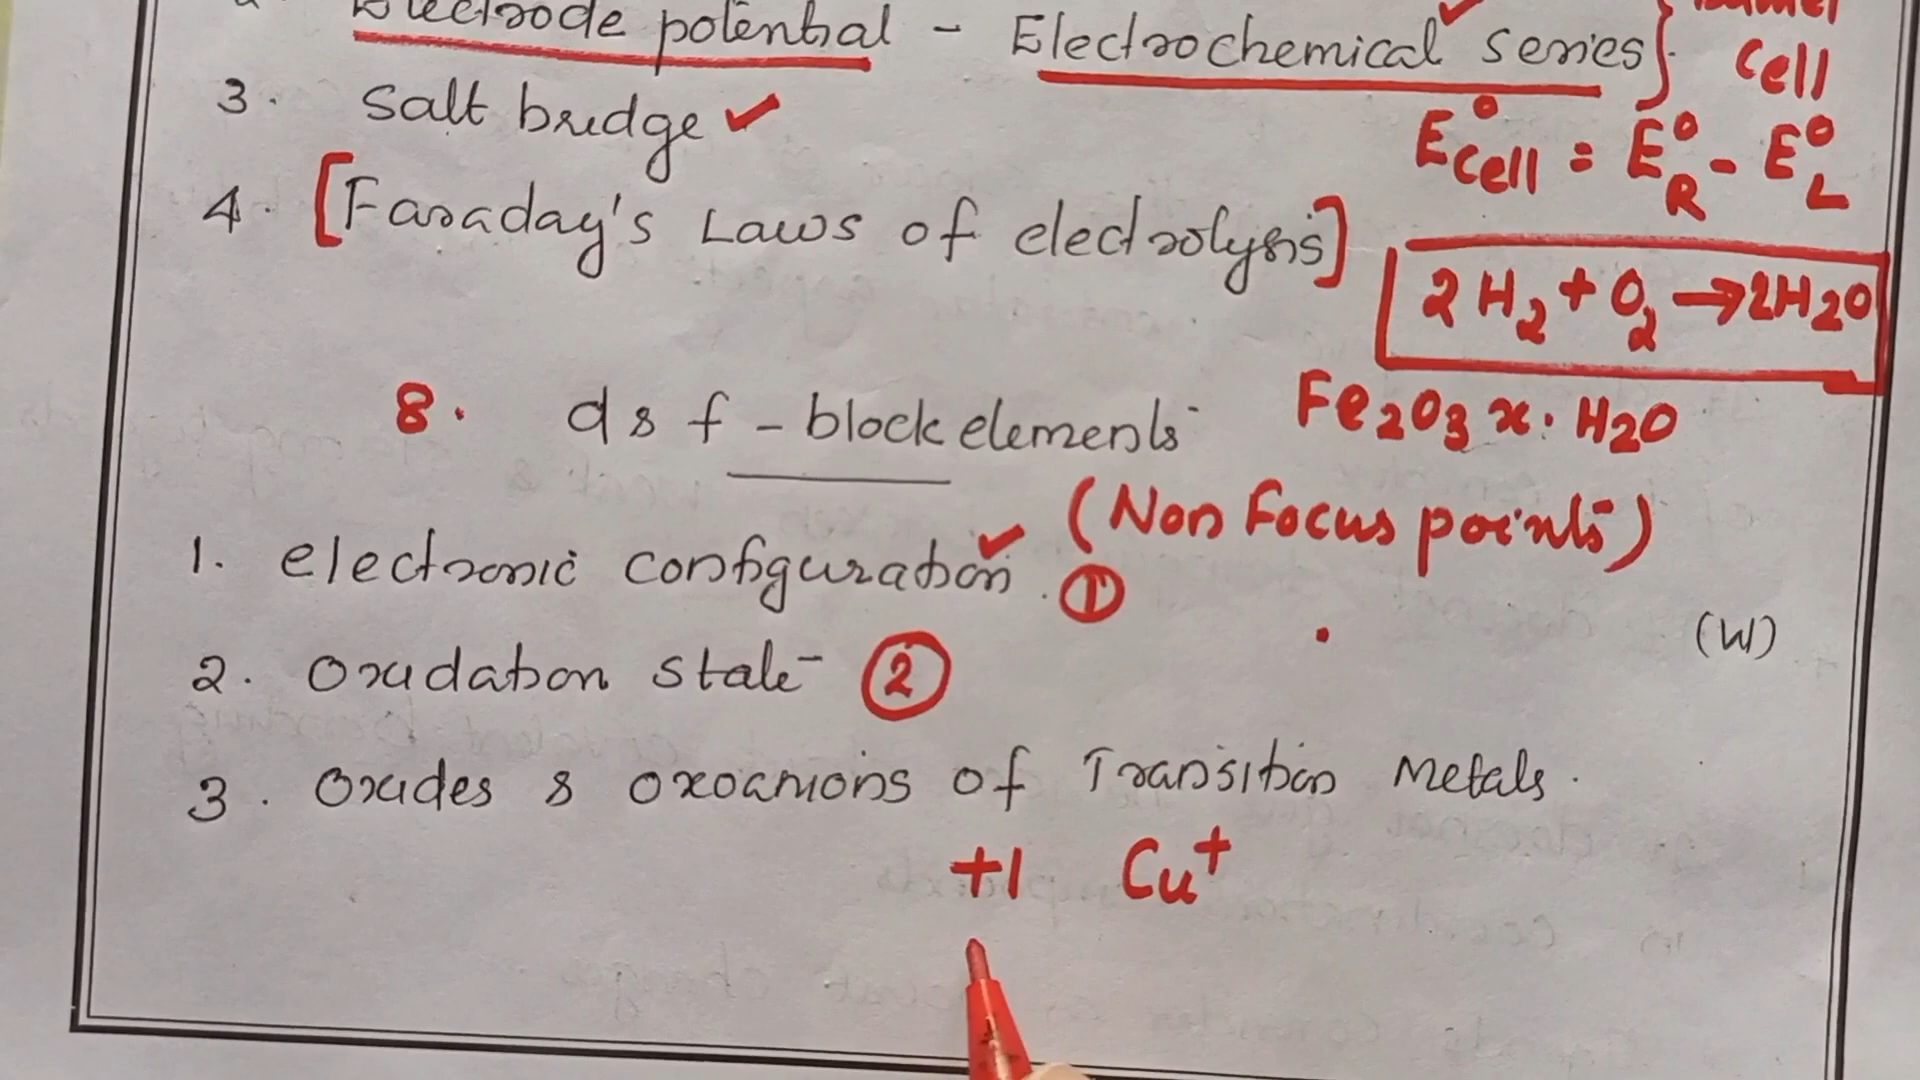 Electrode potential - Electrochemical series}
Cell
3. Salt bridge ✓
E°cell = E°R - E°L
4. [Faraday's Laws of electrolysis]
2H2 + O2 → 2H2O
8. d & f - block elements
Fe2O3 x. H2O
(Non Focus points)
1. electronic configuration ✓ . ①
(W)
2. Oxidation state ②
3. Oxides & oxoanions of Transition Metals.
+1 Cu+